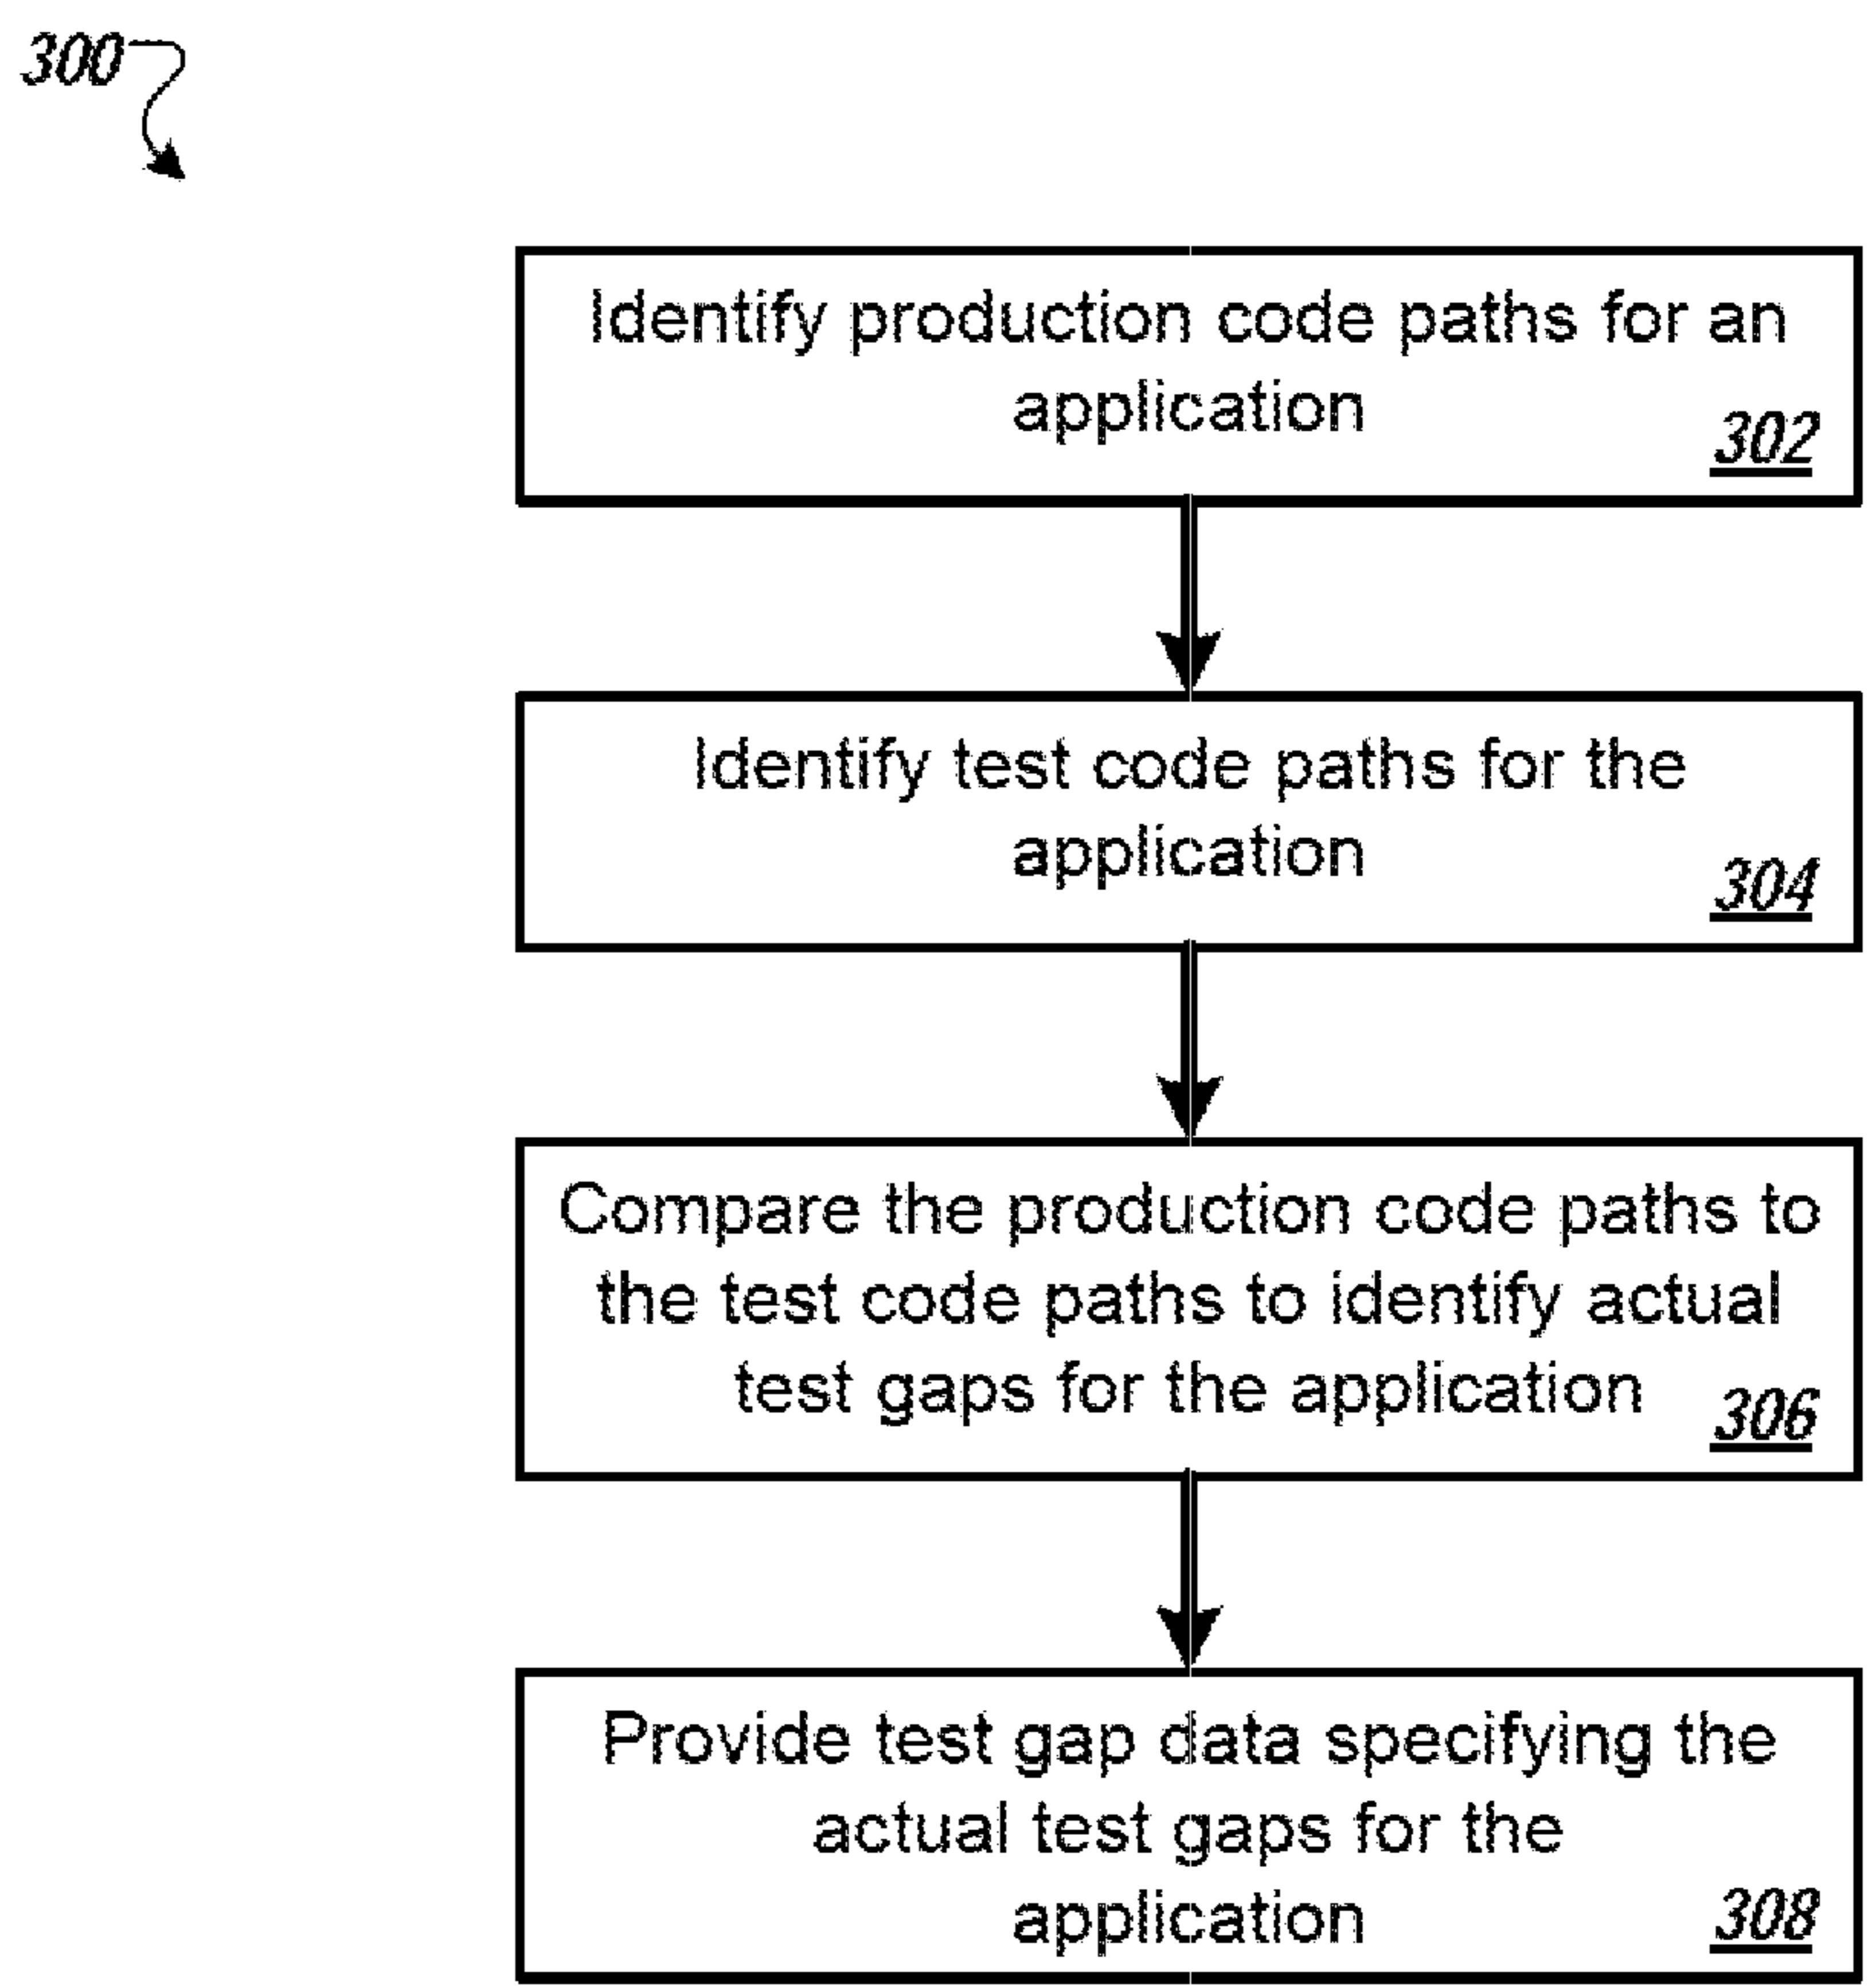 300
Identify production code paths for an
application
302
Identify test code paths for the
application
304
Compare the production code paths to
the test code paths to identify actual
test gaps for the application
306
Provide test gap data specifying the
actual test gaps for the
application
308